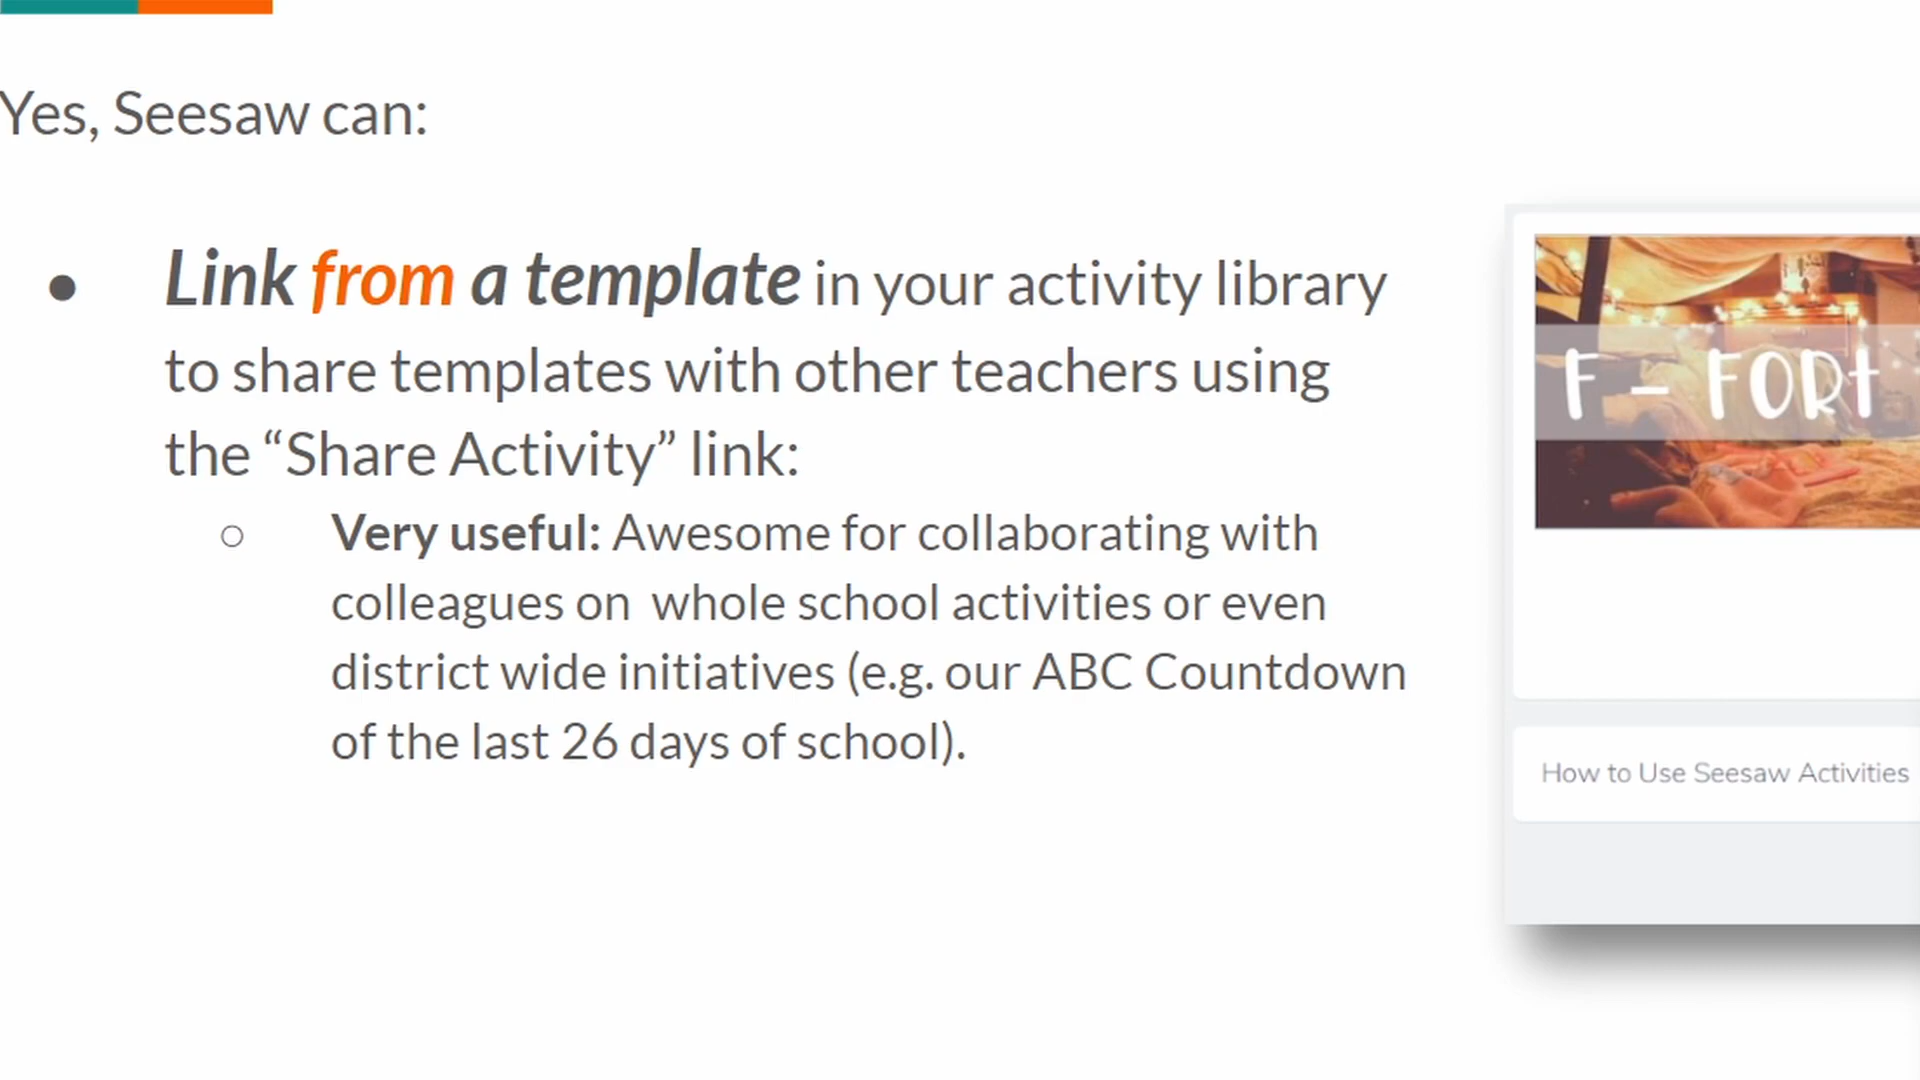 Yes, Seesaw can:
● Link from a template in your activity library
to share templates with other teachers using
the “Share Activity” link:
○ Very useful: Awesome for collaborating with
colleagues on  whole school activities or even
district wide initiatives (e.g. our ABC Countdown
of the last 26 days of school).
F - FORt
How to Use Seesaw Activities